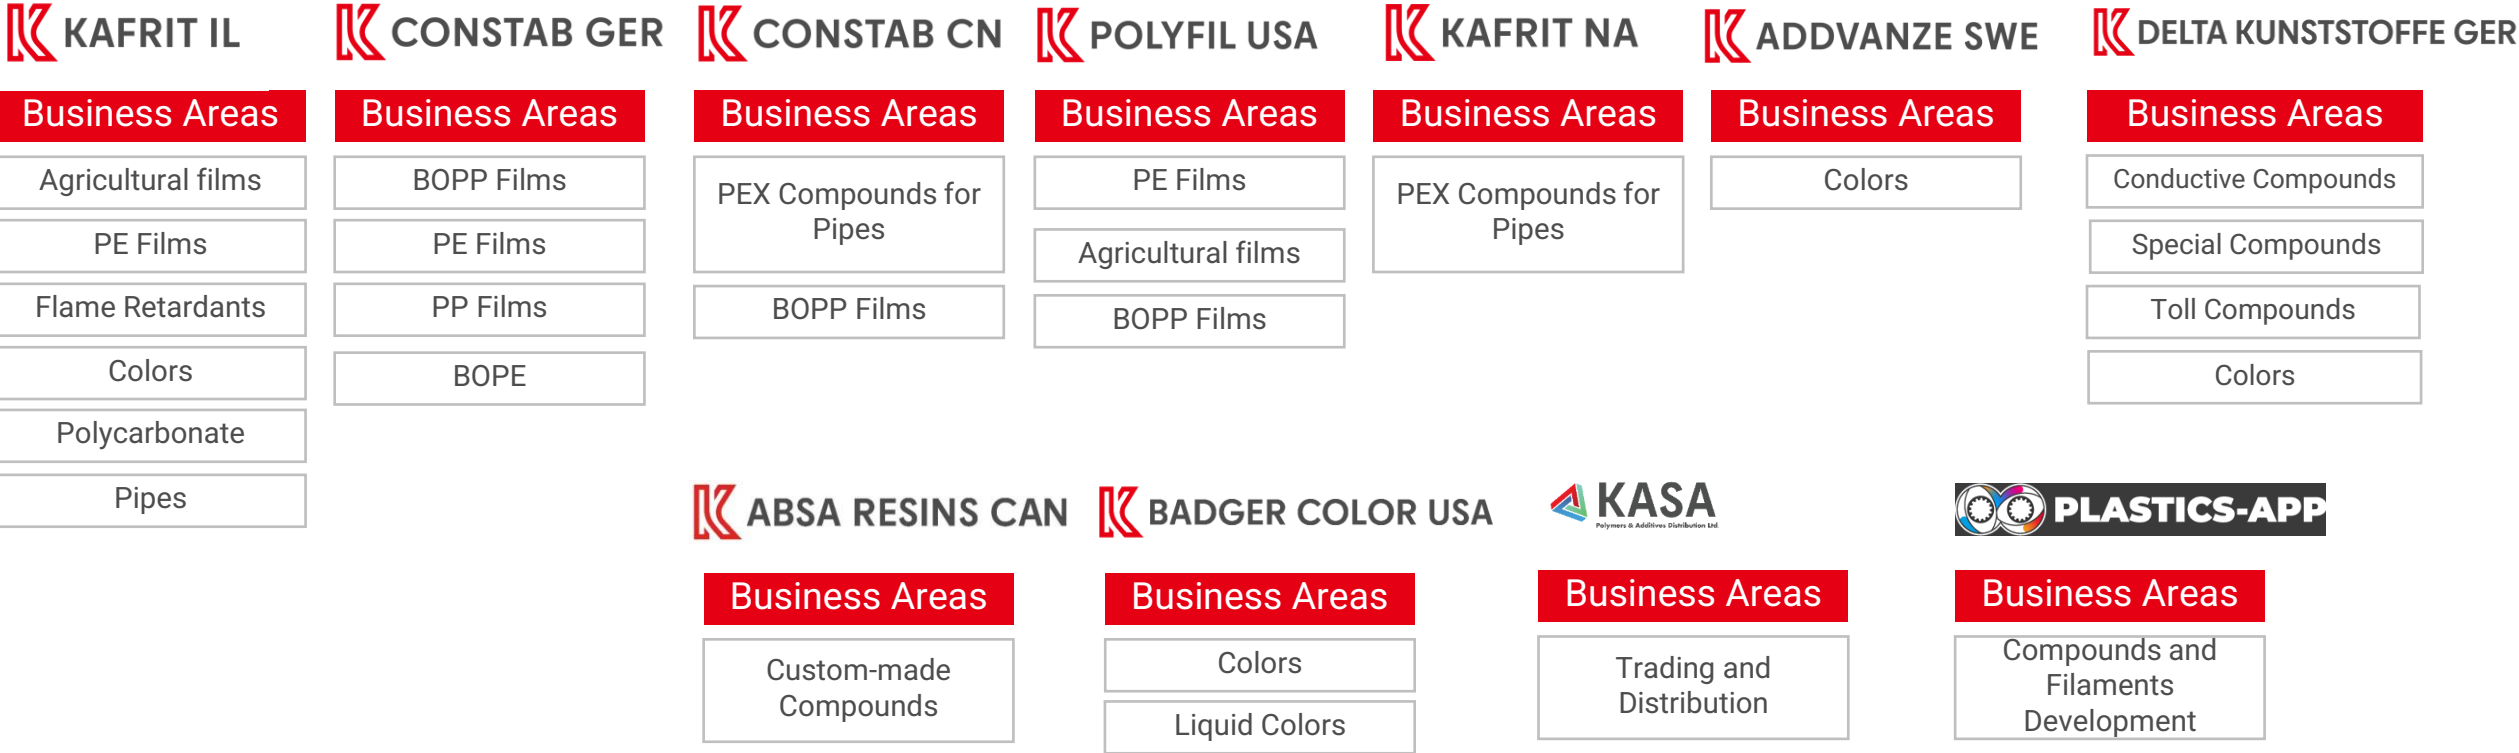 KAFRIT IL
Business Areas
Agricultural films
PE Films
Flame Retardants
Colors
Polycarbonate
Pipes
CONSTAB GER
Business Areas
BOPP Films
PE Films
PP Films
BOPE
CONSTAB CN
Business Areas
PEX Compounds for
Pipes
BOPP Films
POLYFIL USA
Business Areas
PE Films
Agricultural films
BOPP Films
KAFRIT NA
Business Areas
PEX Compounds for
Pipes
ADDVANZE SWE
Business Areas
Colors
DELTA KUNSTSTOFFE GER
Business Areas
Conductive Compounds
Special Compounds
Toll Compounds
Colors
ABSA RESINS CAN
Business Areas
Custom-made
Compounds
BADGER COLOR USA
Business Areas
Colors
Liquid Colors
KASA
Polymers & Additives Distribution Ltd.
Business Areas
Trading and
Distribution
PLASTICS-APP
Business Areas
Compounds and
Filaments
Development